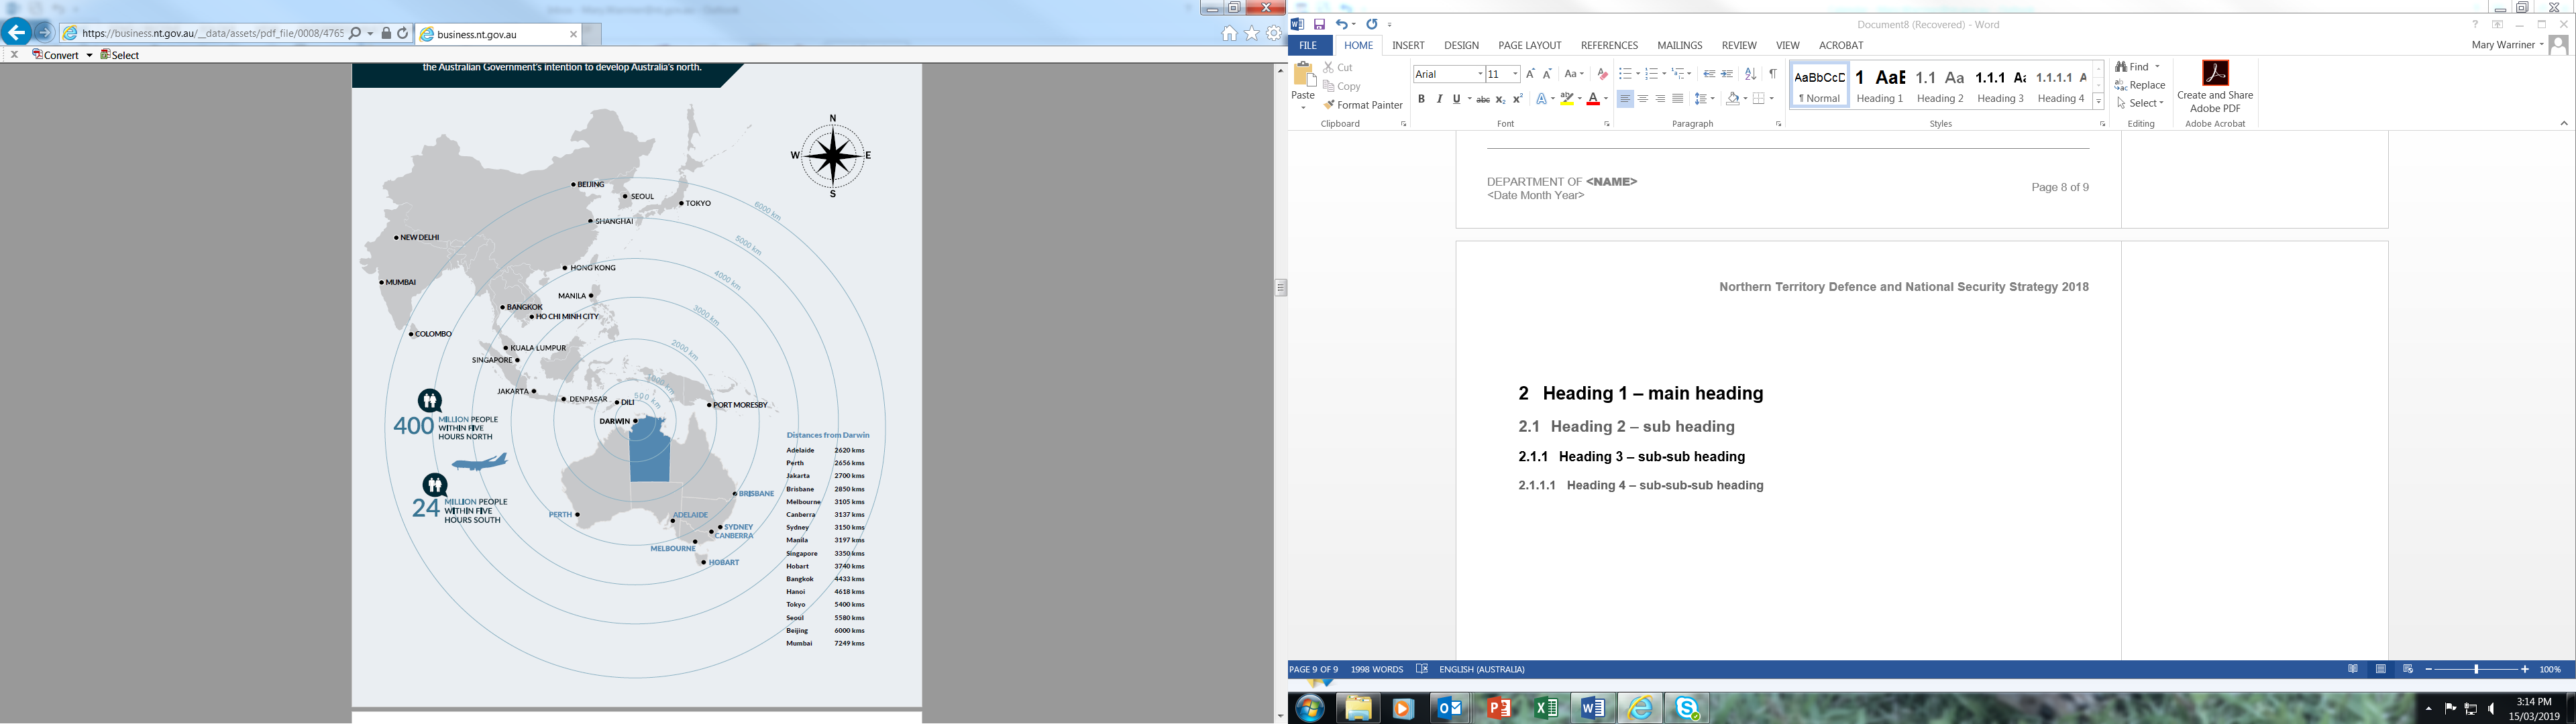 https://business.nt.gov.au/__data/assets/pdf_file/0008/4765
business.nt.gov.au
Convert
Select
the Australian Government's intention to develop Australia's north.
N
W
E
S
BEIJING
SEOUL
TOKYO
SHANGHAI
NEW DELHI
HONG KONG
MUMBAI
MANILA
BANGKOK
HO CHI MINH CITY
COLOMBO
KUALA LUMPUR
SINGAPORE
JAKARTA
DENPASAR
DILI
PORT MORESBY
DARWIN
6000 km
5000 km
4000 km
3000 km
2000 km
1000 km
500 km
400 MILLION PEOPLE
WITHIN FIVE
HOURS NORTH
24 MILLION PEOPLE
WITHIN FIVE
HOURS SOUTH
BRISBANE
PERTH
ADELAIDE
SYDNEY
CANBERRA
MELBOURNE
HOBART
Distances from Darwin
Adelaide 2620 kms
Perth 2656 kms
Jakarta 2700 kms
Brisbane 2850 kms
Melbourne 3105 kms
Canberra 3137 kms
Sydney 3150 kms
Manila 3197 kms
Singapore 3350 kms
Hobart 3740 kms
Bangkok 4433 kms
Hanoi 4618 kms
Tokyo 5400 kms
Seoul 5580 kms
Beijing 6000 kms
Mumbai 7249 kms
Document8 (Recovered) - Word
FILE HOME INSERT DESIGN PAGE LAYOUT REFERENCES MAILINGS REVIEW VIEW ACROBAT
Mary Warriner
Paste
Cut
Copy
Format Painter
Clipboard
Arial 11
Font
Paragraph
AaBbCcD 1 AaB 1.1 Aa 1.1.1 Aa 1.1.1.1 A
¶ Normal Heading 1 Heading 2 Heading 3 Heading 4
Styles
Find
Replace
Select
Editing
Create and Share
Adobe PDF
Adobe Acrobat
DEPARTMENT OF <NAME>
<Date Month Year>
Page 8 of 9
Northern Territory Defence and National Security Strategy 2018
2 Heading 1 – main heading
2.1 Heading 2 – sub heading
2.1.1 Heading 3 – sub-sub heading
2.1.1.1 Heading 4 – sub-sub-sub heading
PAGE 9 OF 9 1998 WORDS ENGLISH (AUSTRALIA)
100%
3:14 PM
15/03/2019